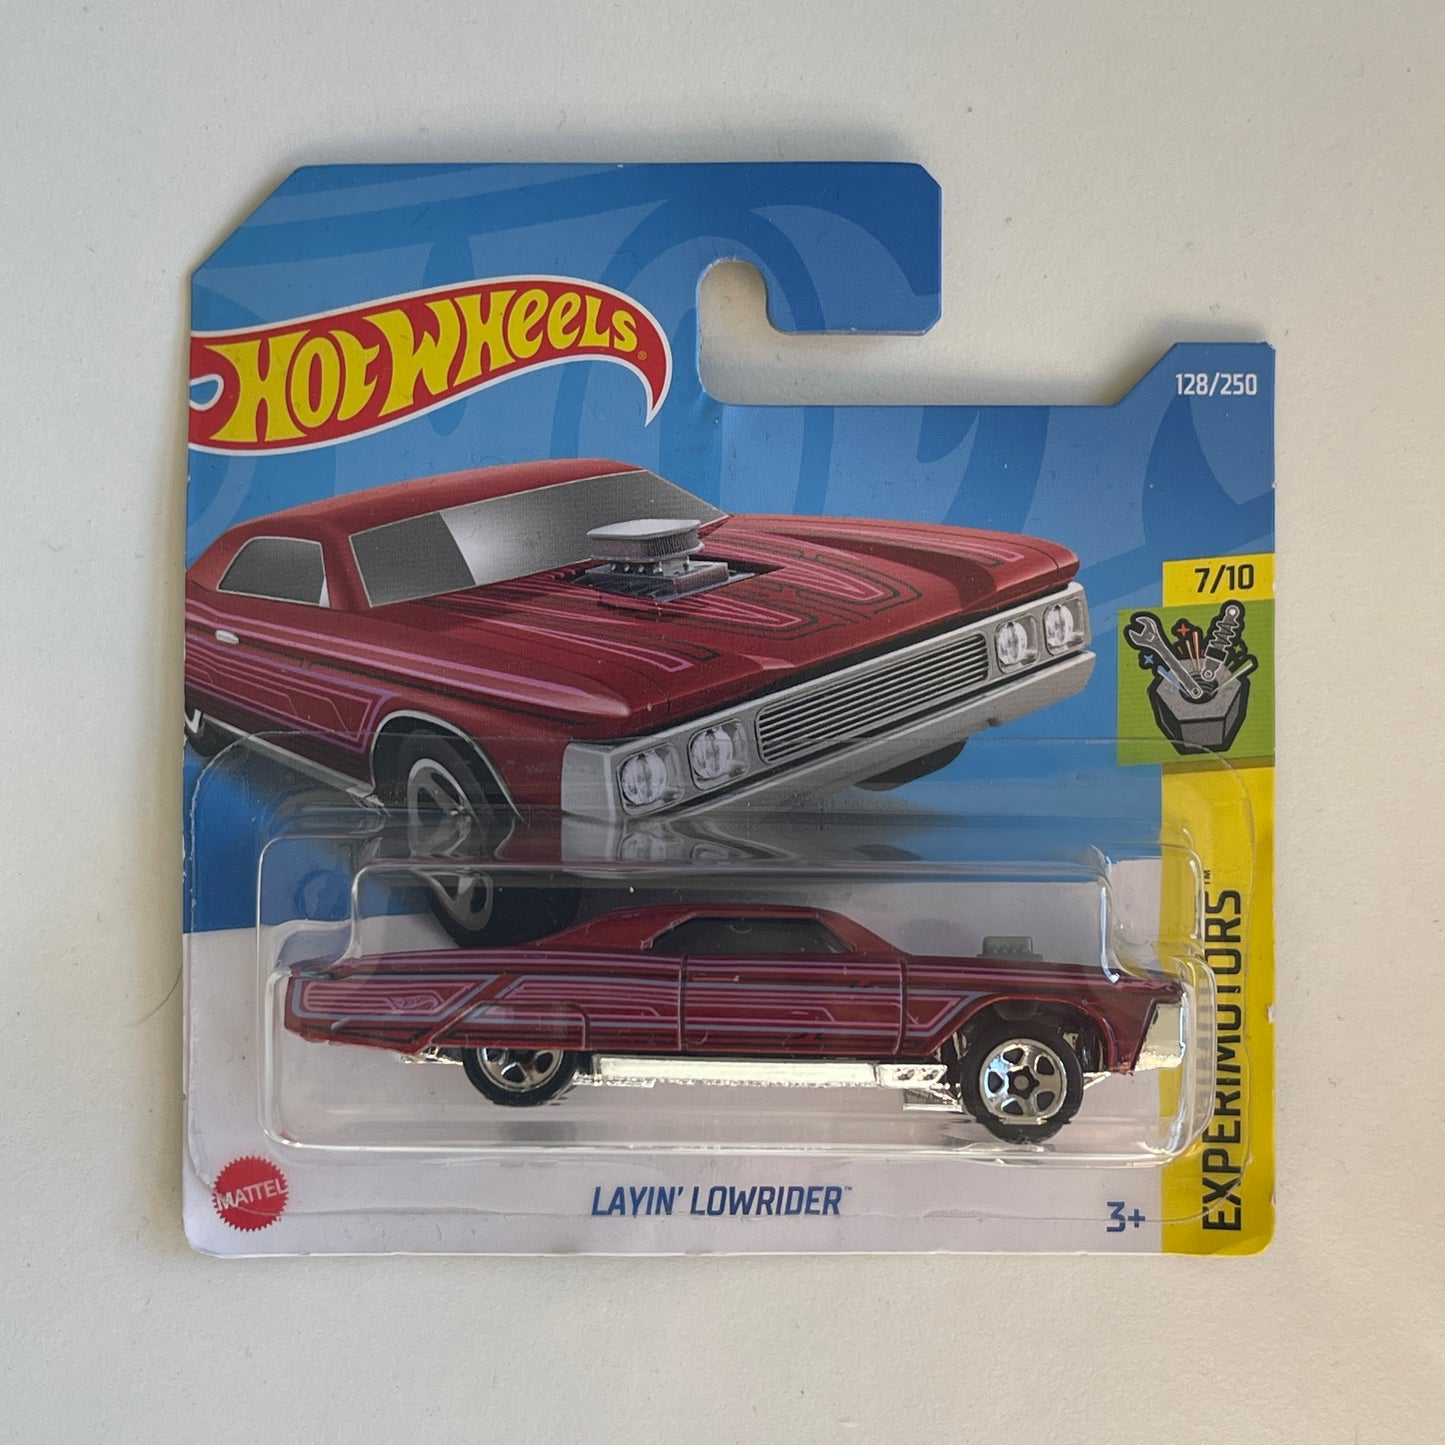 HOT WHEELS®
128/250
7/10
EXPERIMOTORS™
MATTEL
LAYIN' LOWRIDER™
3+